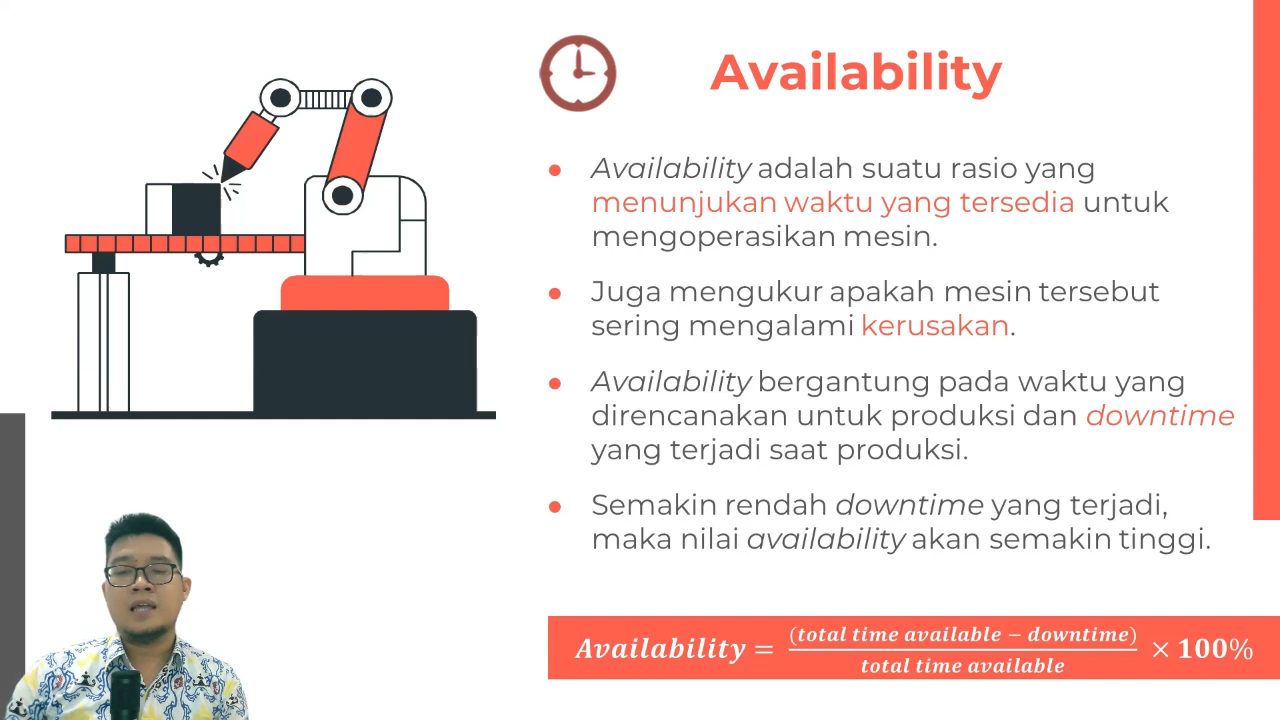 Availability
• Availability adalah suatu rasio yang
menunjukan waktu yang tersedia untuk
mengoperasikan mesin.
• Juga mengukur apakah mesin tersebut
sering mengalami kerusakan.
• Availability bergantung pada waktu yang
direncanakan untuk produksi dan downtime
yang terjadi saat produksi.
• Semakin rendah downtime yang terjadi,
maka nilai availability akan semakin tinggi.
Availability = (total time available − downtime) / total time available × 100%